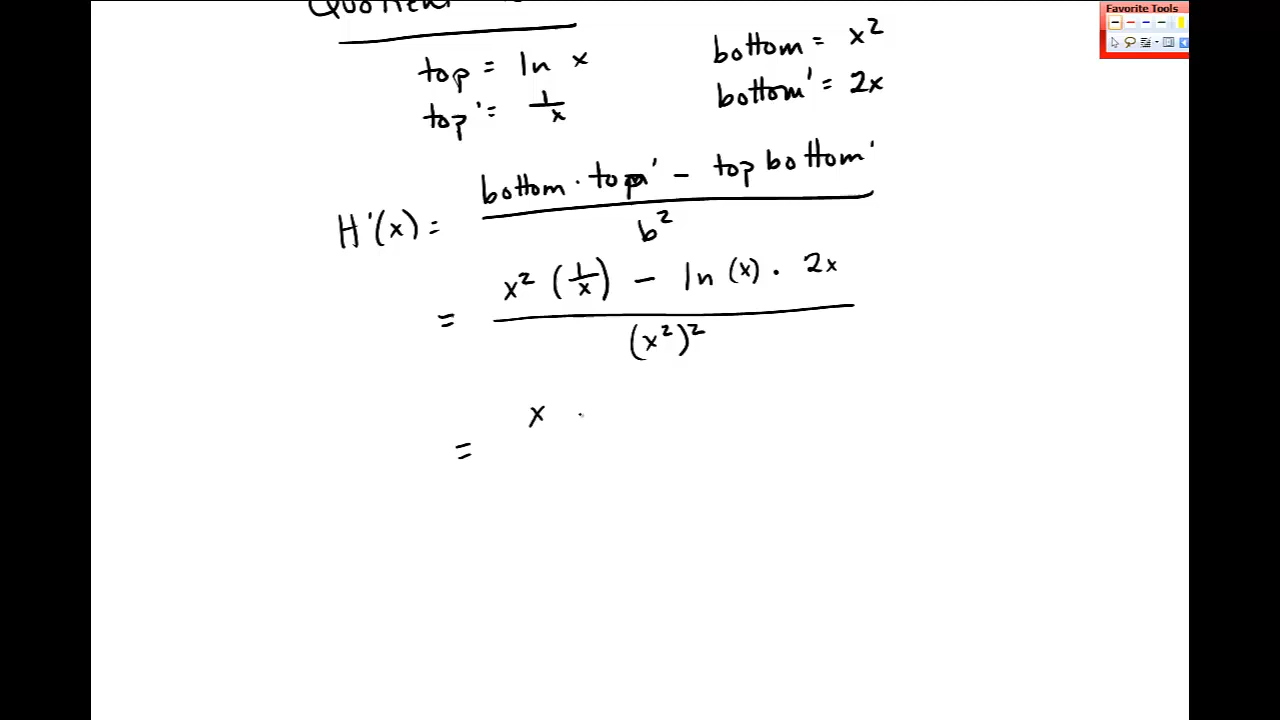 Favorite Tools
top = ln x
bottom = x²
top' = 1/x
bottom' = 2x
H'(x) = (bottom · top' - top bottom') / b²
= (x² (1/x) - ln (x) · 2x) / (x²)²
= x